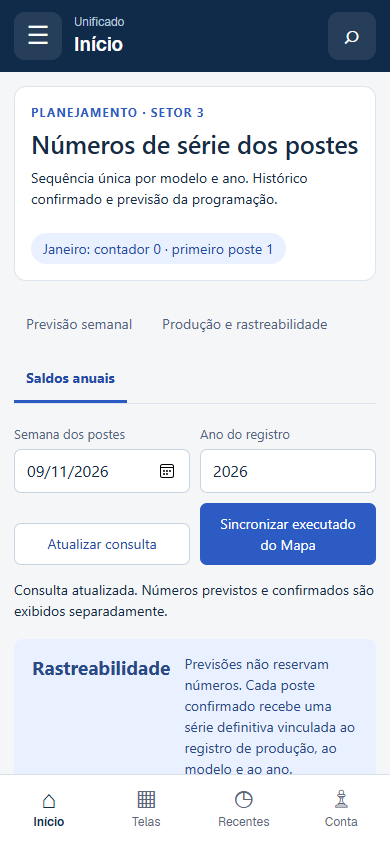 Unificado
Início
PLANEJAMENTO · SETOR 3
Números de série dos postes
Sequência única por modelo e ano. Histórico
confirmado e previsão da programação.
Janeiro: contador 0 · primeiro poste 1
Previsão semanal
Produção e rastreabilidade
Saldos anuais
Semana dos postes
Ano do registro
09/11/2026
2026
Atualizar consulta
Sincronizar executado
do Mapa
Consulta atualizada. Números previstos e confirmados são
exibidos separadamente.
Rastreabilidade
Previsões não reservam
números. Cada poste
confirmado recebe uma
série definitiva vinculada ao
registro de produção, ao
modelo e ao ano.
Início
Telas
Recentes
Conta